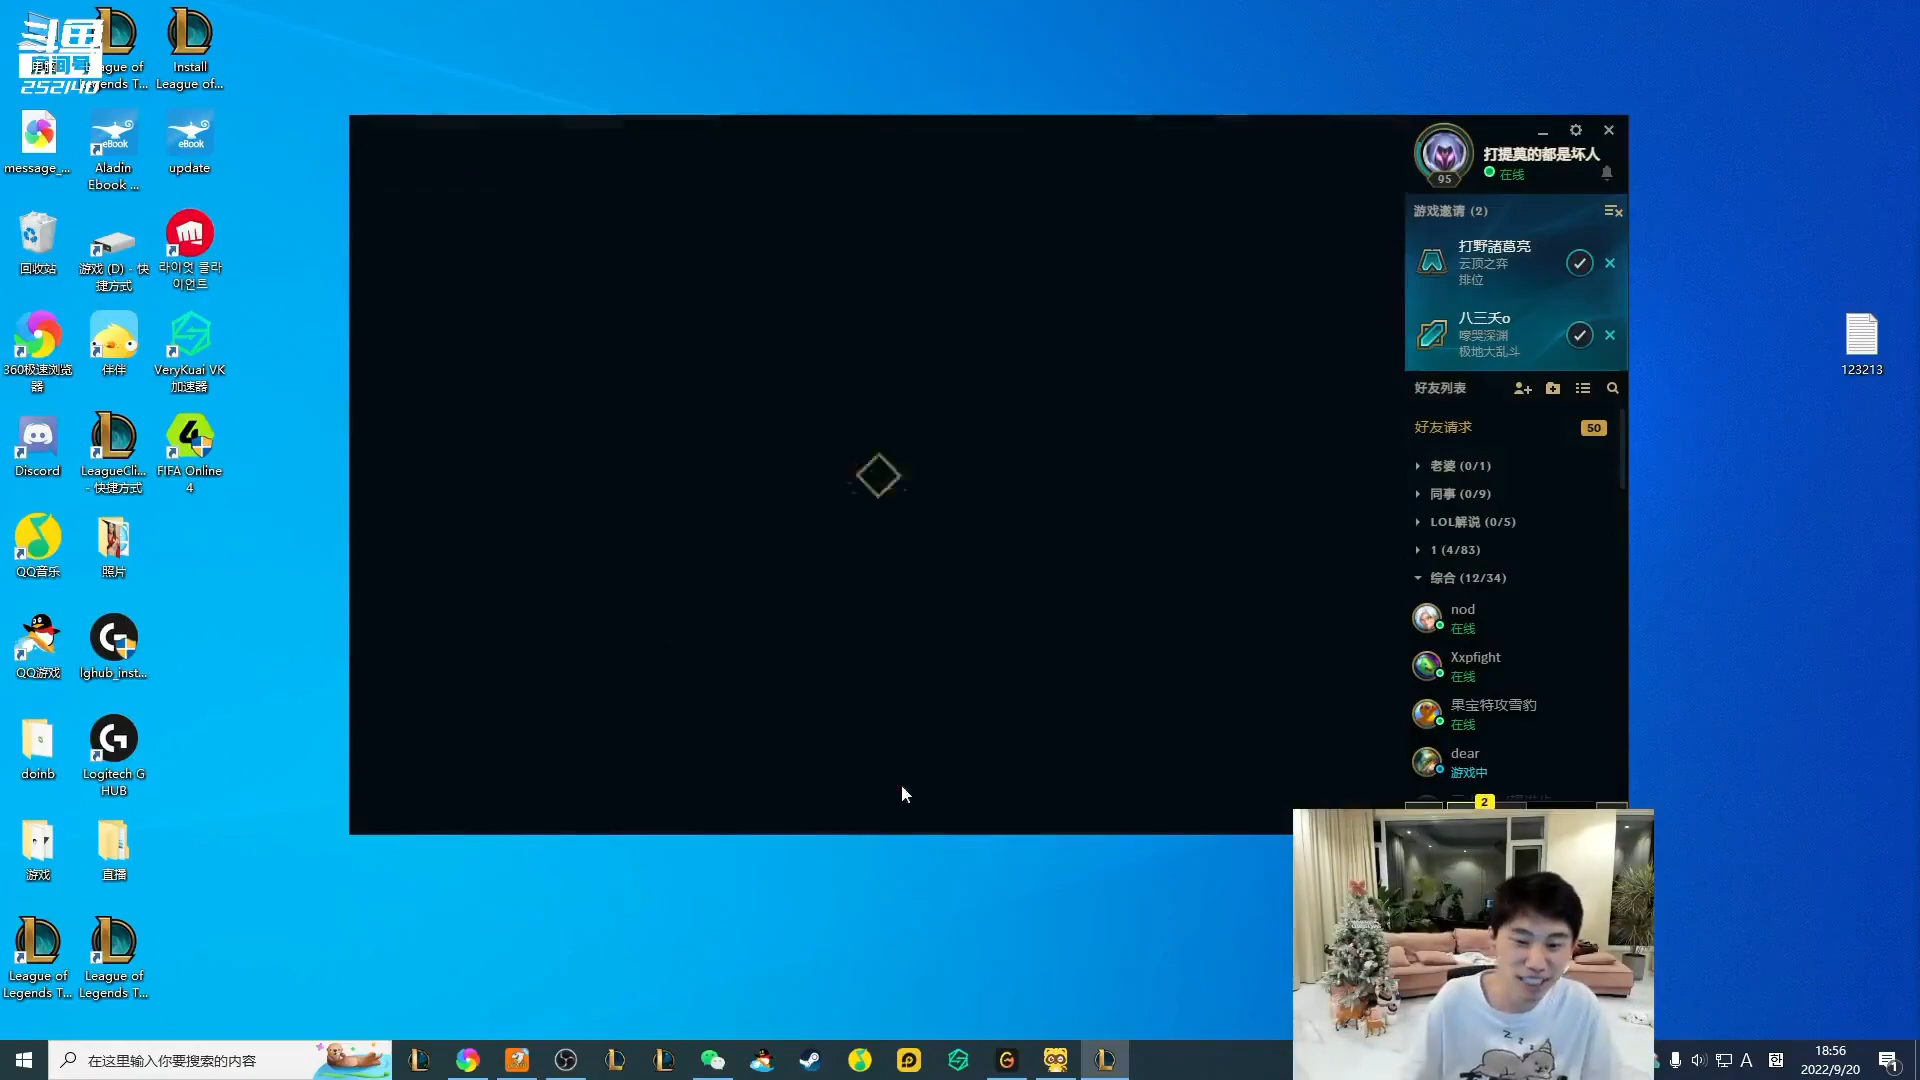 斗鱼
房间号
252140
League of
Legends T...
Install
League of...
message_...
Aladin
Ebook ...
update
eBook
eBook
回收站
游戏 (D) - 快
捷方式
라이엇 클라
이언트
360极速浏览
器
伴伴
VeryKuai VK
加速器
Discord
LeagueCli...
- 快捷方式
FIFA Online
4
QQ音乐
照片
QQ游戏
lghub_inst...
doinb
Logitech G
HUB
游戏
直播
League of
Legends T...
League of
Legends T...
123213
打提莫的都是坏人
95
在线
游戏邀请 (2)
打野諸葛亮
云顶之弈
排位
八三夭o
嚎哭深渊
极地大乱斗
好友列表
好友请求
50
老婆 (0/1)
同事 (0/9)
LOL解说 (0/5)
1 (4/83)
综合 (12/34)
nod
在线
Xxpfight
在线
果宝特攻雪豹
在线
dear
游戏中
2
在这里输入你要搜索的内容
A
한
18:56
2022/9/20
1